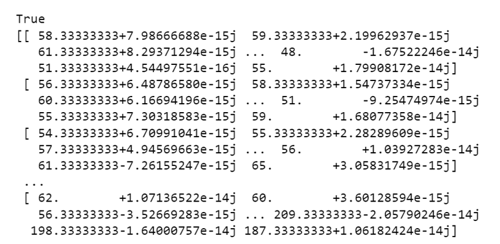 True
[[ 58.33333333+7.98666688e-15j  59.33333333+2.19962937e-15j
   61.33333333+8.29371294e-15j ... 48.        -1.67522246e-14j
   51.33333333+4.54497551e-16j  55.        +1.79908172e-14j]
 [ 56.33333333+6.48786580e-15j  58.33333333+1.54737334e-15j
   60.33333333+6.16694196e-15j ... 51.        -9.25474974e-15j
   55.33333333+7.30318583e-15j  59.        +1.68077358e-14j]
 [ 54.33333333+6.70991041e-15j  55.33333333+2.28289609e-15j
   57.33333333+4.94569663e-15j ... 56.        +1.03927283e-14j
   61.33333333-7.26155247e-15j  65.        +3.05831749e-15j]
 ...
 [ 62.        +1.07136522e-14j  60.        +3.60128594e-15j
   56.33333333-3.52669283e-15j ... 209.33333333-2.05790246e-14j
  198.33333333-1.64000757e-14j 187.33333333+1.06182424e-14j]